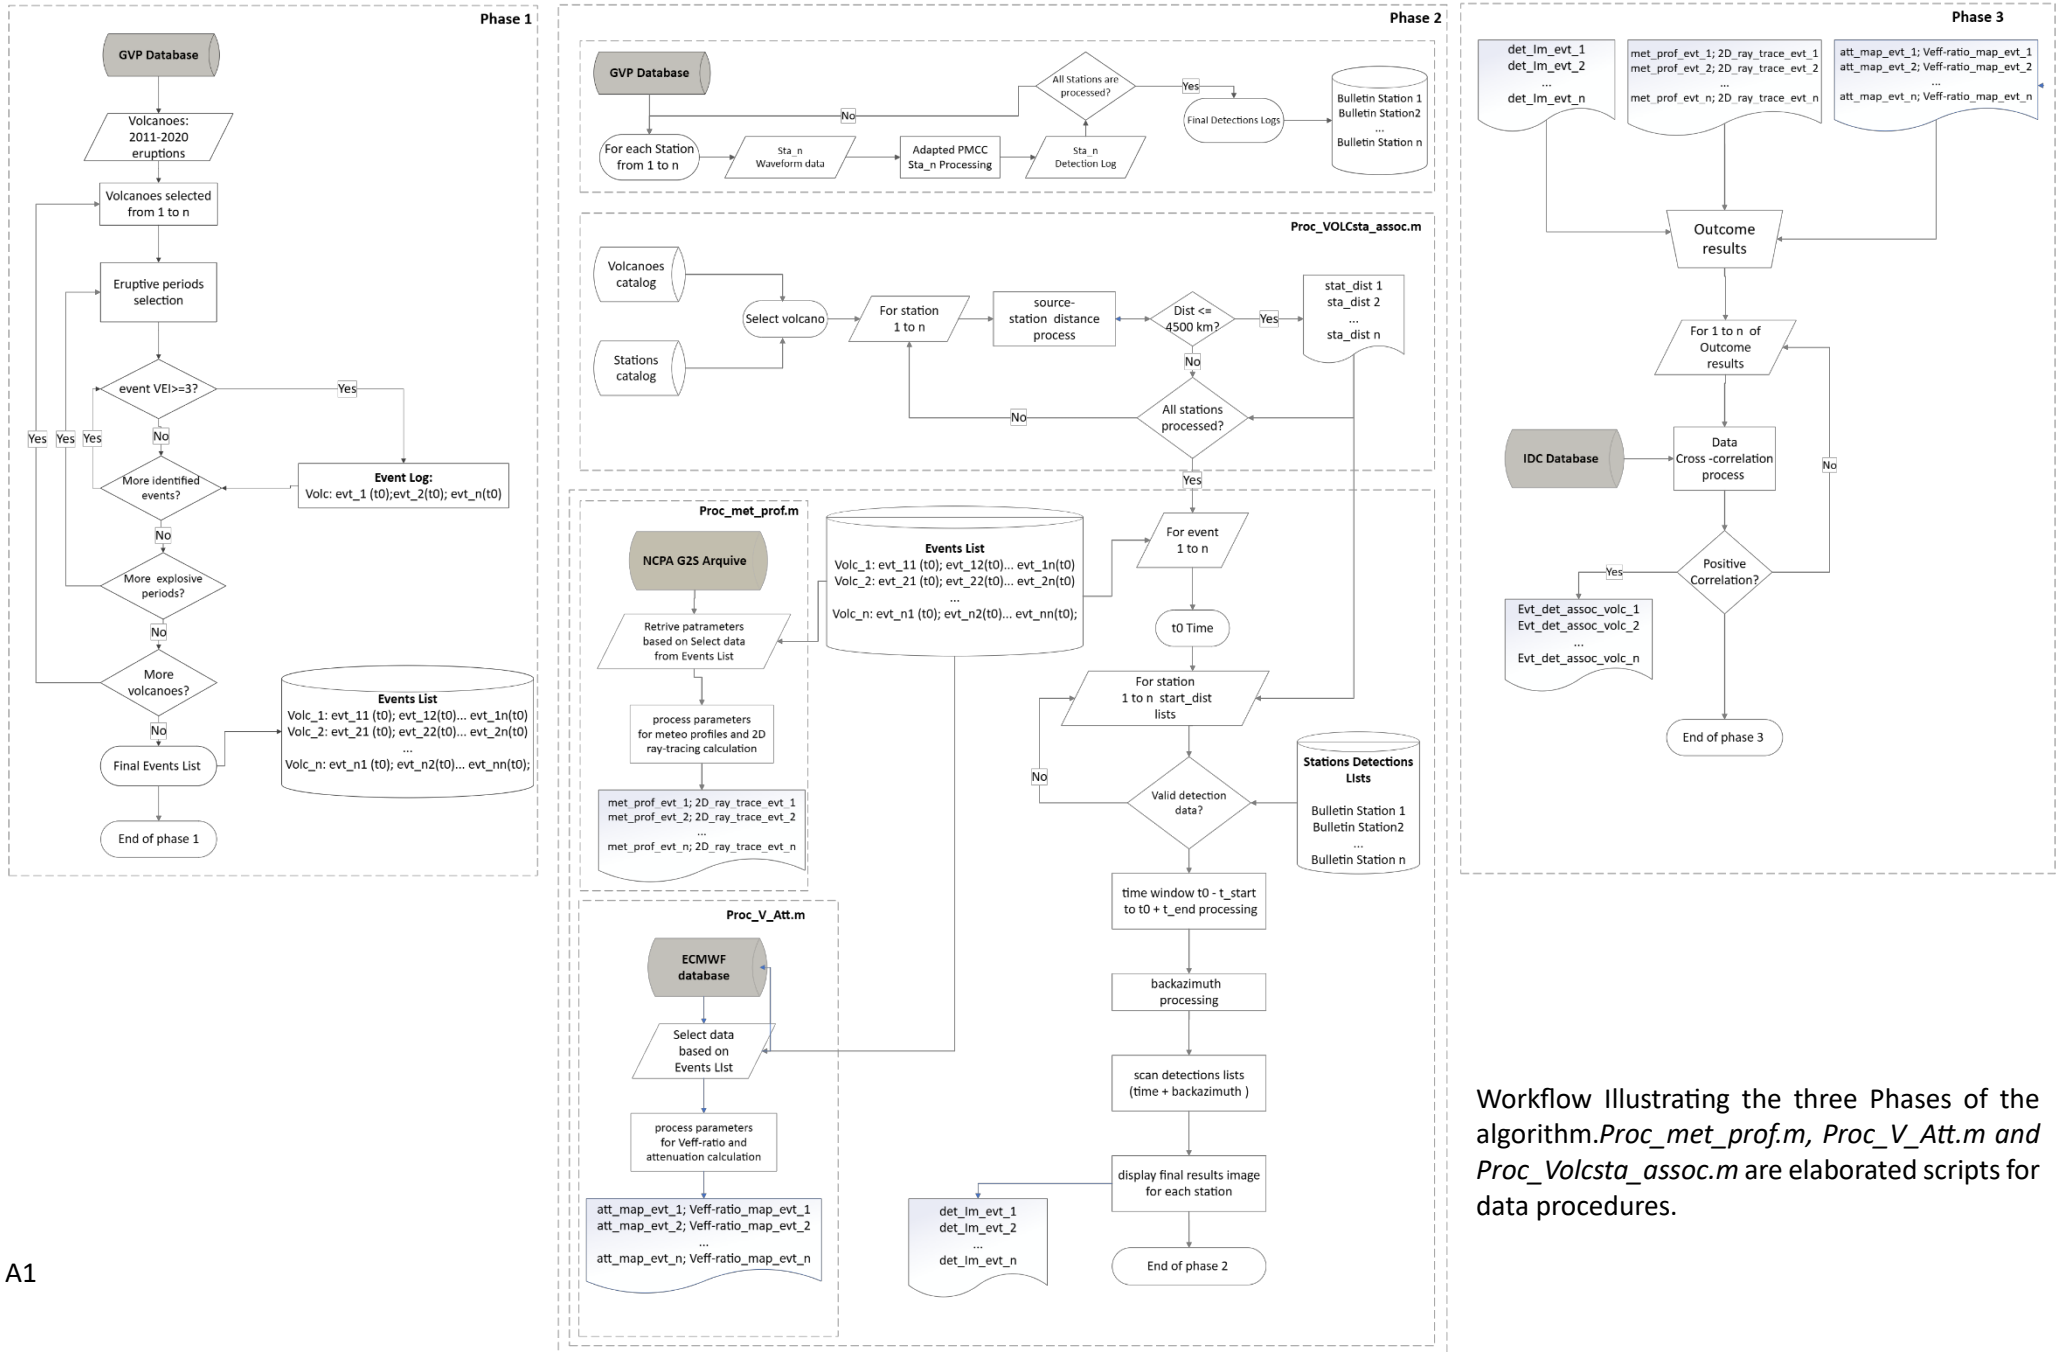 Phase 1
GVP Database
Volcanoes:
2011-2020
eruptions
Volcanoes selected
from 1 to n
Eruptive periods
selection
event VEI>=3?
Yes
Yes
Yes
Yes
No
More identified
events?
Event Log:
Volc: evt_1 (t0);evt_2(t0); evt_n(t0)
No
More explosive
periods?
No
More
volcanoes?
No
Final Events List
Events List
Volc_1: evt_11 (t0); evt_12(t0)... evt_1n(t0)
Volc_2: evt_21 (t0); evt_22(t0)... evt_2n(t0)
...
Volc_n: evt_n1 (t0); evt_n2(t0)... evt_nn(t0);
End of phase 1
Phase 2
GVP Database
For each Station
from 1 to n
No
Sta_n
Waveform data
Adapted PMCC
Sta_n Processing
Sta_n
Detection Log
All Stations are
processed?
Yes
Final Detections Logs
Bulletin Station 1
Bulletin Station2
...
Bulletin Station n
Proc_VOLCsta_assoc.m
Volcanoes
catalog
Stations
catalog
Select volcano
For station
1 to n
source-
station distance
process
Dist <=
4500 km?
Yes
stat_dist 1
sta_dist 2
...
sta_dist n
No
All stations
processed?
No
Yes
Proc_met_prof.m
NCPA G2S Arquive
Retrive patrameters
based on Select data
from Events List
process parameters
for meteo profiles and 2D
ray-tracing calculation
met_prof_evt_1; 2D_ray_trace_evt_1
met_prof_evt_2; 2D_ray_trace_evt_2
...
met_prof_evt_n; 2D_ray_trace_evt_n
Events List
Volc_1: evt_11 (t0); evt_12(t0)... evt_1n(t0)
Volc_2: evt_21 (t0); evt_22(t0)... evt_2n(t0)
...
Volc_n: evt_n1 (t0); evt_n2(t0)... evt_nn(t0);
For event
1 to n
t0 Time
For station
1 to n start_dist
lists
No
Valid detection
data?
Stations Detections
LIsts
Bulletin Station 1
Bulletin Station2
...
Bulletin Station n
time window t0 - t_start
to t0 + t_end processing
backazimuth
processing
scan detections lists
(time + backazimuth )
display final results image
for each station
det_Im_evt_1
det_Im_evt_2
...
det_Im_evt_n
End of phase 2
Proc_V_Att.m
ECMWF
database
Select data
based on
Events LIst
process parameters
for Veff-ratio and
attenuation calculation
att_map_evt_1; Veff-ratio_map_evt_1
att_map_evt_2; Veff-ratio_map_evt_2
...
att_map_evt_n; Veff-ratio_map_evt_n
Phase 3
det_Im_evt_1
det_Im_evt_2
...
det_Im_evt_n
met_prof_evt_1; 2D_ray_trace_evt_1
met_prof_evt_2; 2D_ray_trace_evt_2
...
met_prof_evt_n; 2D_ray_trace_evt_n
att_map_evt_1; Veff-ratio_map_evt_1
att_map_evt_2; Veff-ratio_map_evt_2
...
att_map_evt_n; Veff-ratio_map_evt_n
Outcome
results
For 1 to n of
Outcome
results
IDC Database
Data
Cross -correlation
process
No
Positive
Correlation?
Yes
Evt_det_assoc_volc_1
Evt_det_assoc_volc_2
...
Evt_det_assoc_volc_n
End of phase 3
Workflow Illustrating the three Phases of the
algorithm.Proc_met_prof.m, Proc_V_Att.m and
Proc_Volcsta_assoc.m are elaborated scripts for
data procedures.
A1